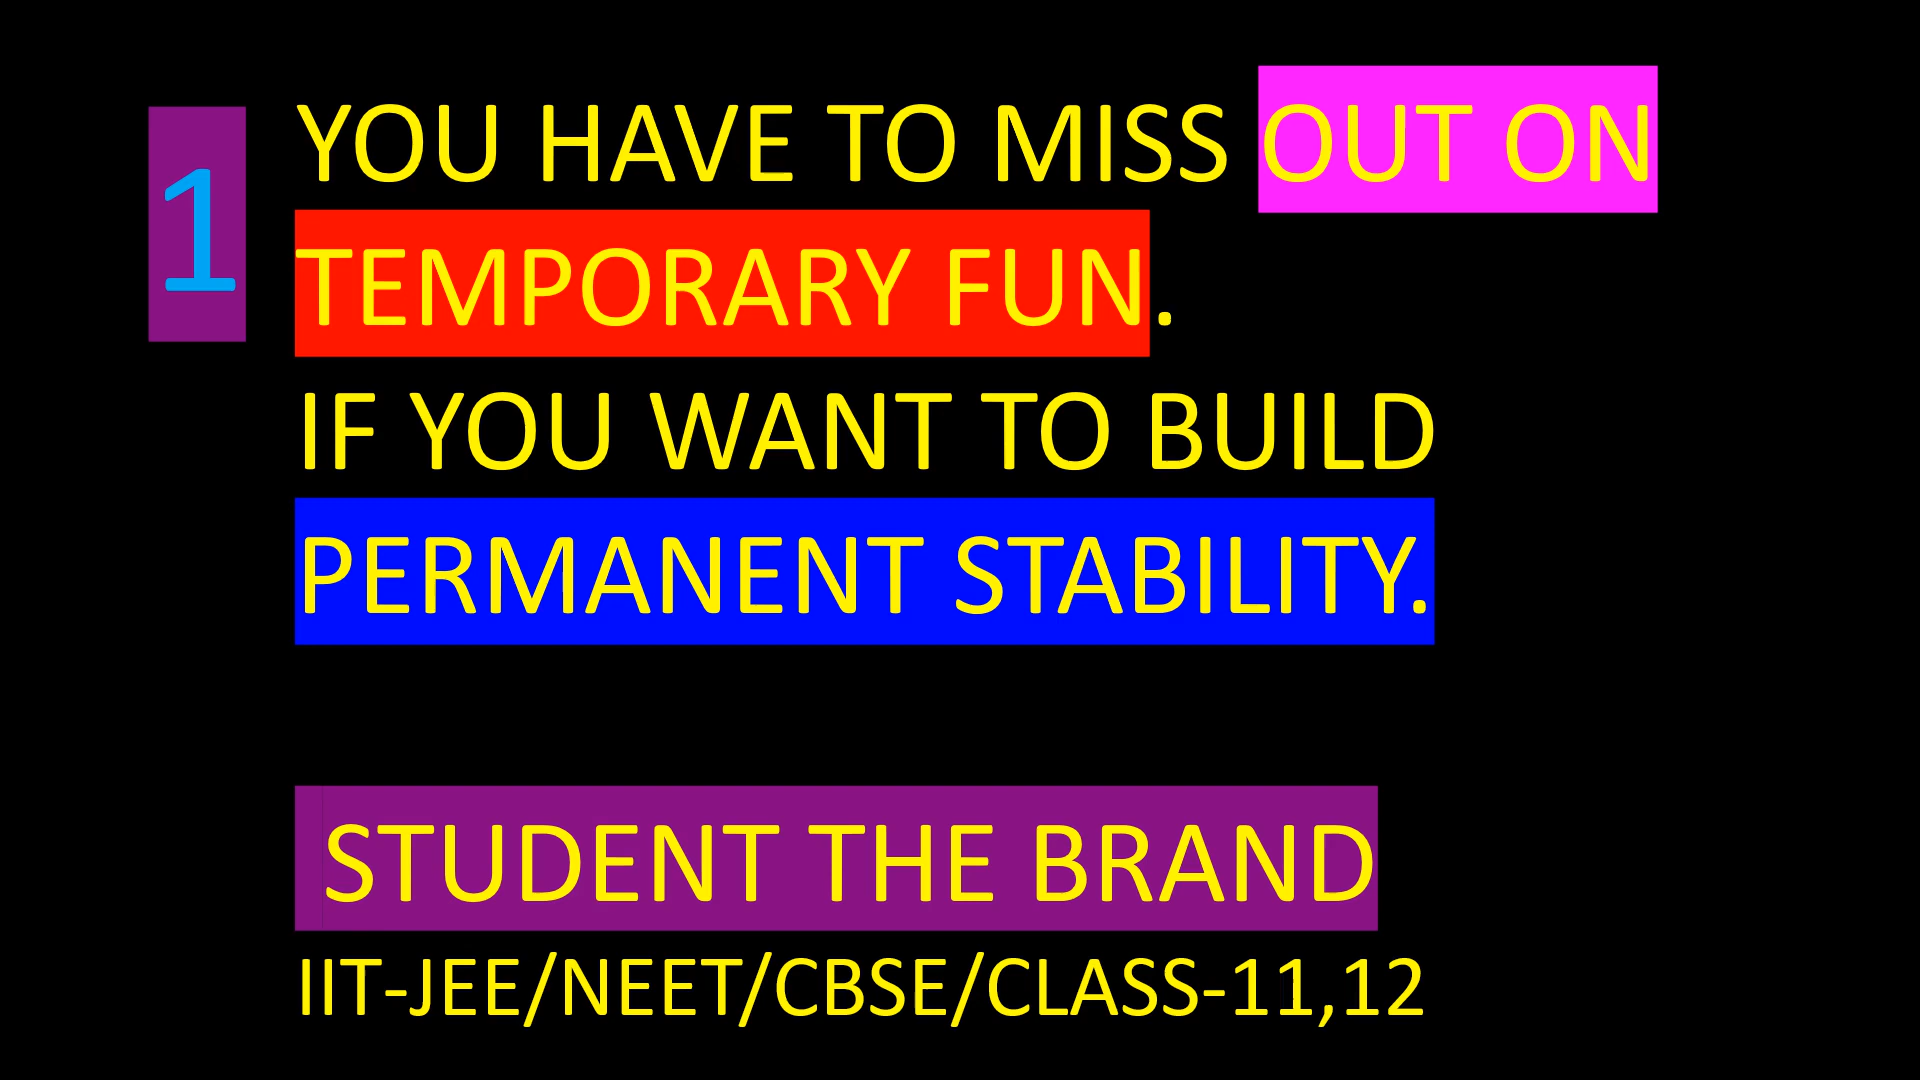 1
YOU HAVE TO MISS OUT ON
TEMPORARY FUN.
IF YOU WANT TO BUILD
PERMANENT STABILITY.
STUDENT THE BRAND
IIT-JEE/NEET/CBSE/CLASS-11,12